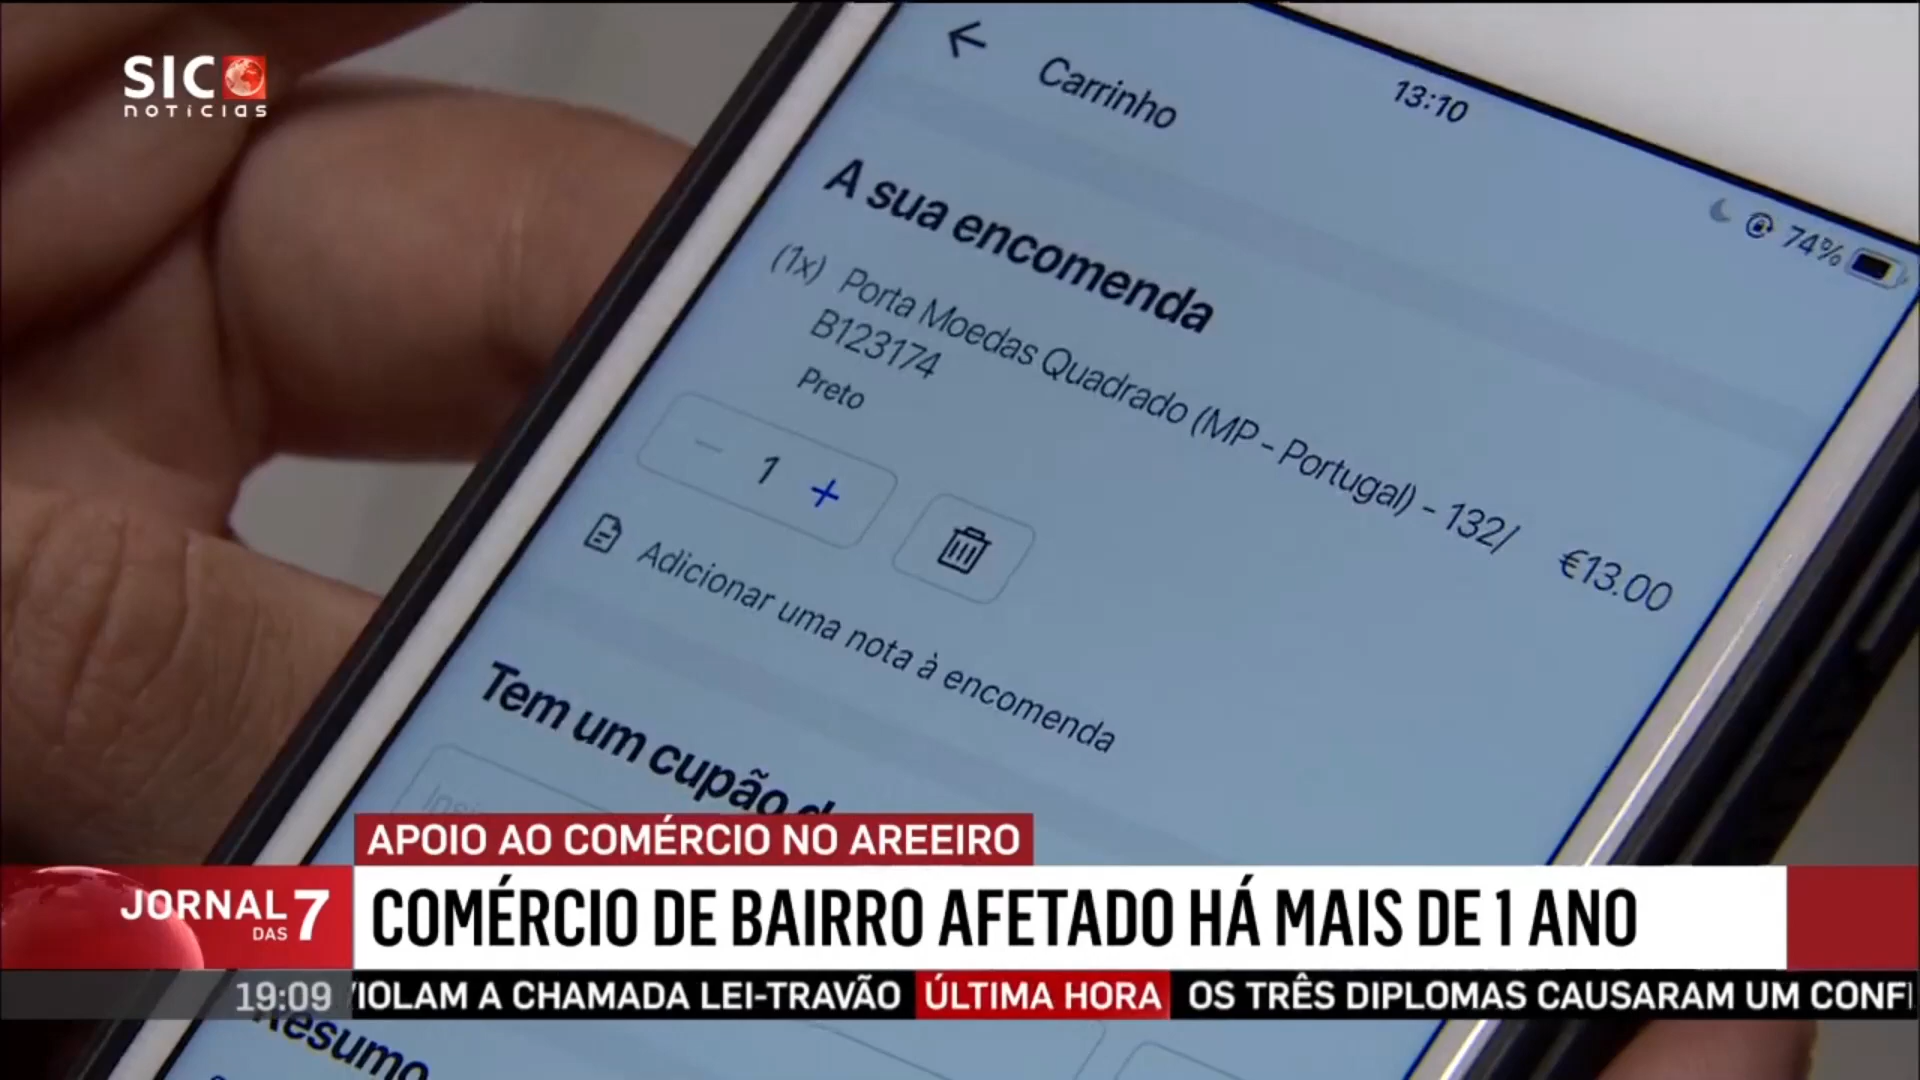 SIC
notícias
Carrinho
13:10
74%
A sua encomenda
(1x) Porta Moedas Quadrado (MP - Portugal) - 132/
B123174
€13.00
Preto
1
Adicionar uma nota à encomenda
Tem um cupão
APOIO AO COMÉRCIO NO AREEIRO
JORNAL
DAS 7
COMÉRCIO DE BAIRRO AFETADO HÁ MAIS DE 1 ANO
19:09 VIOLAM A CHAMADA LEI-TRAVÃO ÚLTIMA HORA OS TRÊS DIPLOMAS CAUSARAM UM CONFI
Resumo